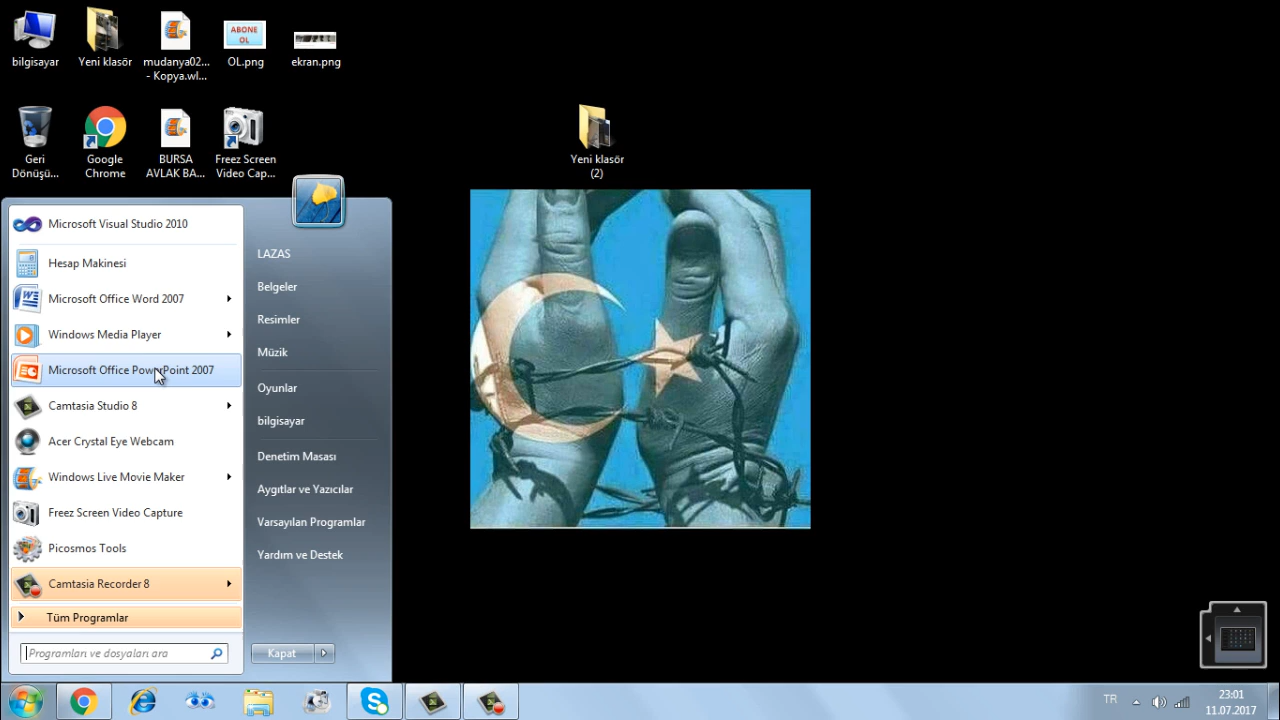 bilgisayar
Yeni klasör
mudanya02...
- Kopya.wl...
ABONE
OL
OL.png
ekran.png
Geri
Dönüşü...
Google
Chrome
BURSA
AVLAK BA...
Freez Screen
Video Cap...
Yeni klasör
(2)
Microsoft Visual Studio 2010
Hesap Makinesi
Microsoft Office Word 2007
Windows Media Player
Microsoft Office PowerPoint 2007
Camtasia Studio 8
Acer Crystal Eye Webcam
Windows Live Movie Maker
Freez Screen Video Capture
Picosmos Tools
Camtasia Recorder 8
Tüm Programlar
Programları ve dosyaları ara
LAZAS
Belgeler
Resimler
Müzik
Oyunlar
bilgisayar
Denetim Masası
Aygıtlar ve Yazıcılar
Varsayılan Programlar
Yardım ve Destek
Kapat
TR
23:01
11.07.2017